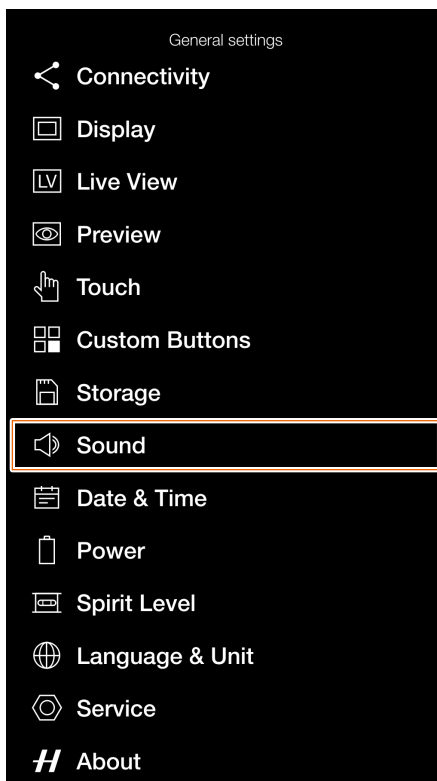 General settings
Connectivity
Display
LV Live View
Preview
Touch
Custom Buttons
Storage
Sound
Date & Time
Power
Spirit Level
Language & Unit
Service
H About